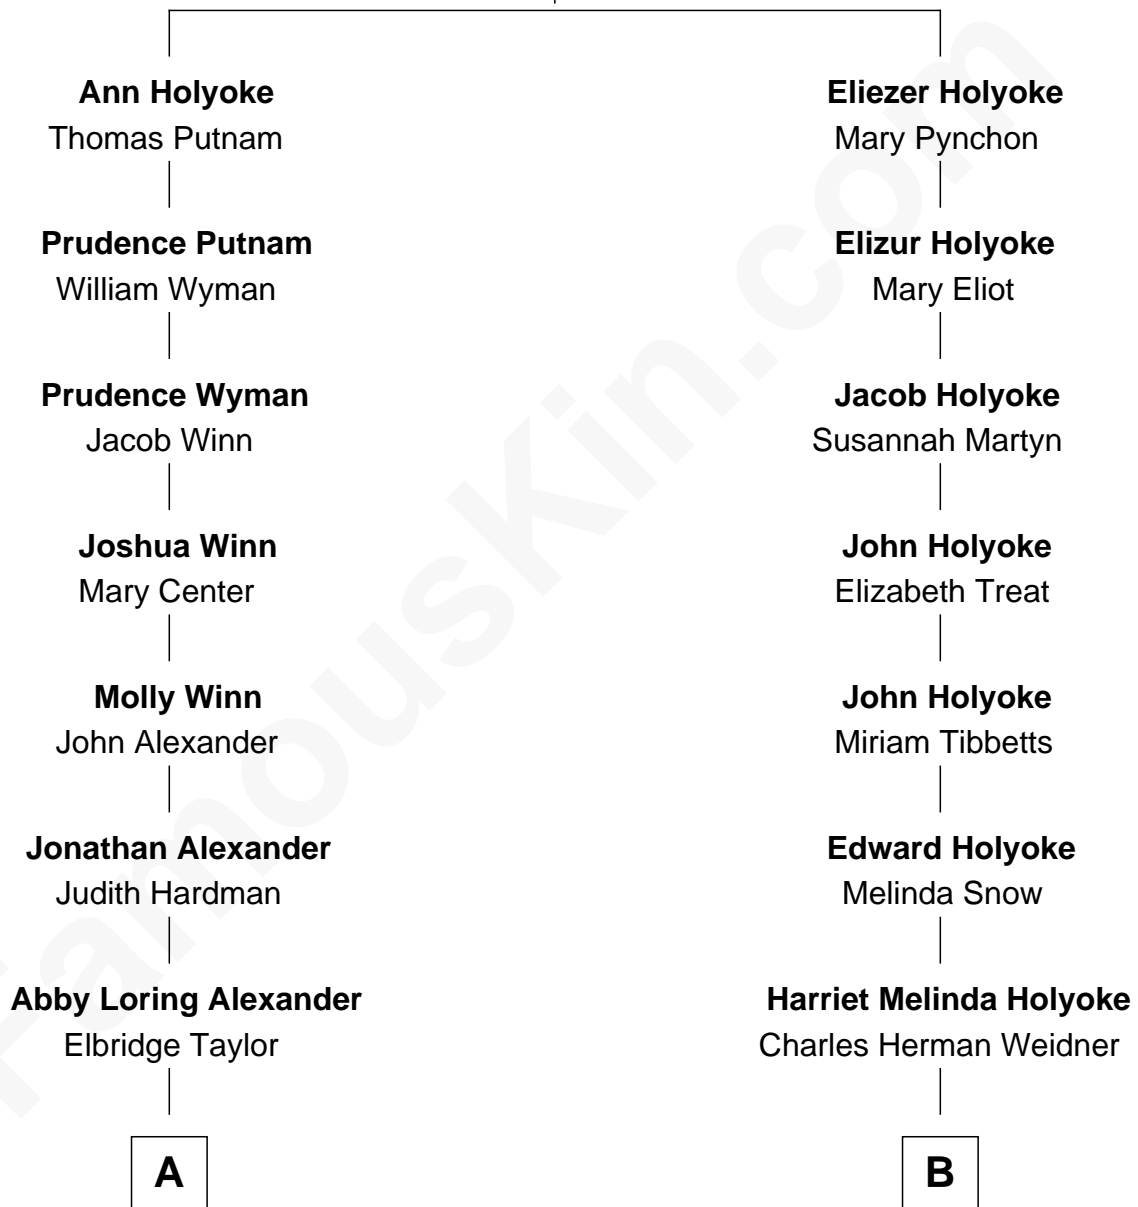 Ann Holyoke
Thomas Putnam
Eliezer Holyoke
Mary Pynchon
Prudence Putnam
William Wyman
Elizur Holyoke
Mary Eliot
Prudence Wyman
Jacob Winn
Jacob Holyoke
Susannah Martyn
Joshua Winn
Mary Center
John Holyoke
Elizabeth Treat
Molly Winn
John Alexander
John Holyoke
Miriam Tibbetts
Jonathan Alexander
Judith Hardman
Edward Holyoke
Melinda Snow
Abby Loring Alexander
Elbridge Taylor
Harriet Melinda Holyoke
Charles Herman Weidner
A
B
FamousKin.com